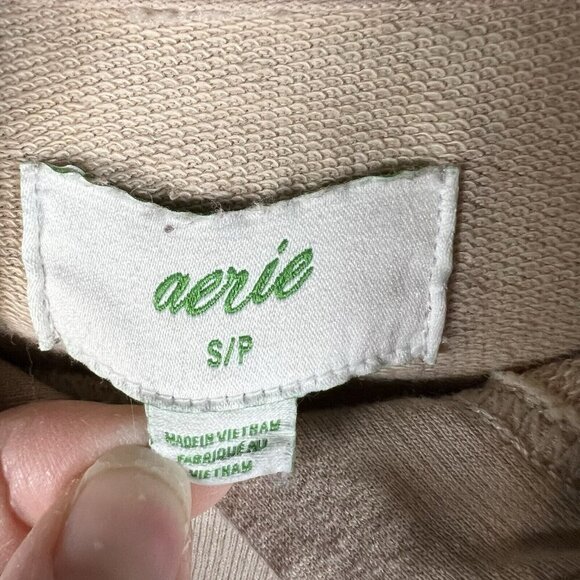 aerie
S/P
MADE IN VIETNAM
FABRIQUÉ AU
VIETNAM